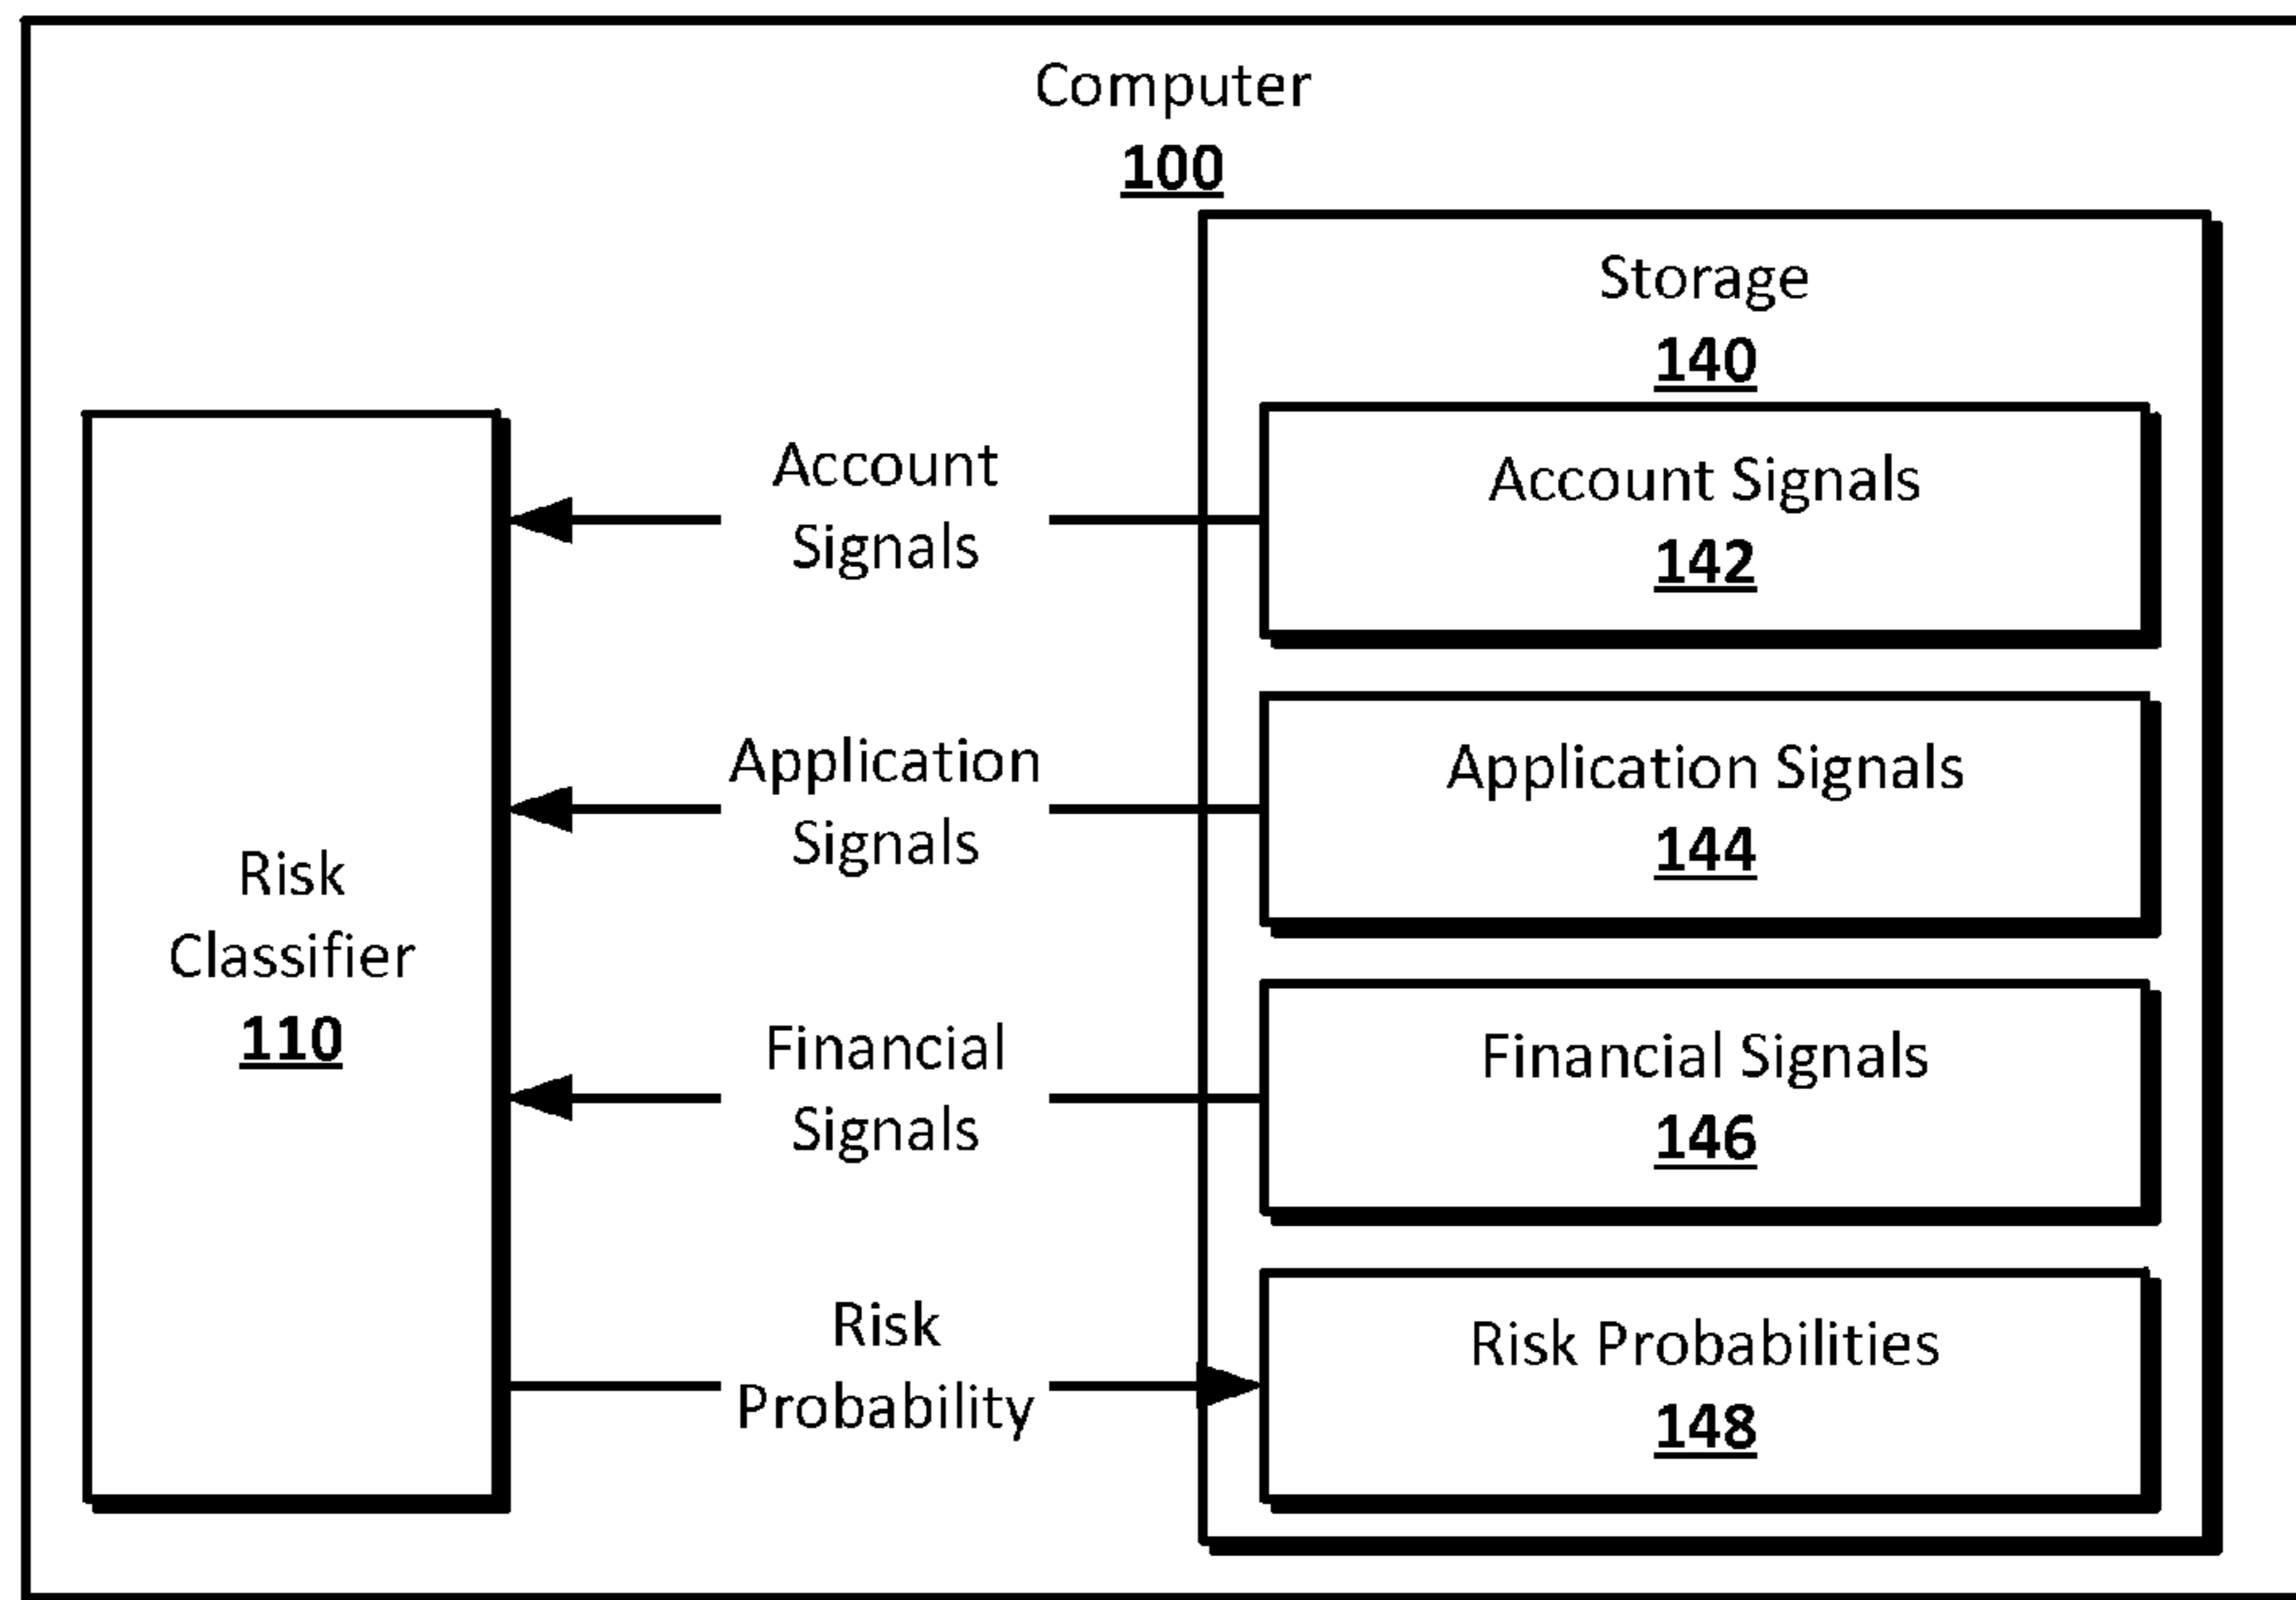 Computer
100
Storage
140
Account Signals
142
Application Signals
144
Financial Signals
146
Risk Probabilities
148
Account
Signals
Application
Signals
Financial
Signals
Risk
Probability
Risk
Classifier
110